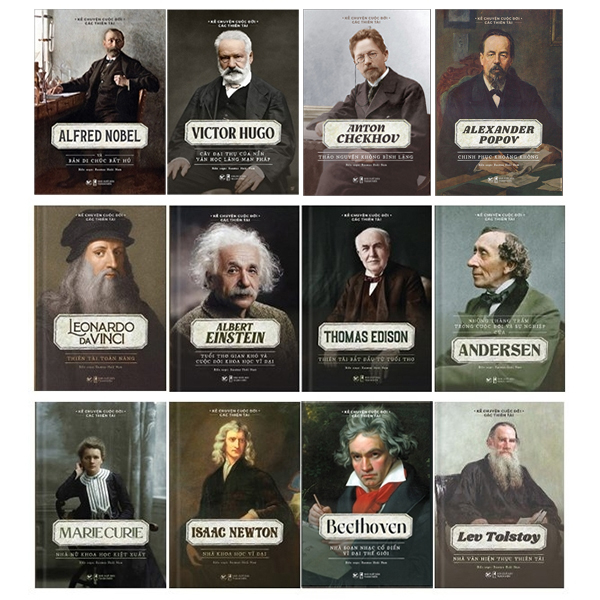 KỂ CHUYỆN CUỘC ĐỜI
CÁC THIÊN TÀI
ALFRED NOBEL
VÀ
BẢN DI CHÚC BẤT HỦ
KỂ CHUYỆN CUỘC ĐỜI
CÁC THIÊN TÀI
VICTOR HUGO
CÂY ĐẠI THỤ CỦA NỀN
VĂN HỌC LÃNG MẠN PHÁP
KỂ CHUYỆN CUỘC ĐỜI
CÁC THIÊN TÀI
ANTON
CHEKHOV
THẢO NGUYÊN KHÔNG BÌNH LẶNG
KỂ CHUYỆN CUỘC ĐỜI
CÁC THIÊN TÀI
ALEXANDER
POPOV
CHINH PHỤC KHOẢNG KHÔNG
KỂ CHUYỆN CUỘC ĐỜI
CÁC THIÊN TÀI
LEONARDO
DA VINCI
THIÊN TÀI TOÀN NĂNG
KỂ CHUYỆN CUỘC ĐỜI
CÁC THIÊN TÀI
ALBERT
EINSTEIN
TUỔI THƠ GIAN KHÓ VÀ
CUỘC ĐỜI KHOA HỌC VĨ ĐẠI
KỂ CHUYỆN CUỘC ĐỜI
CÁC THIÊN TÀI
THOMAS EDISON
THIÊN TÀI BẮT ĐẦU TỪ TUỔI THƠ
KỂ CHUYỆN CUỘC ĐỜI
CÁC THIÊN TÀI
NHỮNG THĂNG TRẦM
TRONG CUỘC ĐỜI VÀ SỰ NGHIỆP
CỦA
ANDERSEN
KỂ CHUYỆN CUỘC ĐỜI
CÁC THIÊN TÀI
MARIE CURIE
NHÀ NỮ KHOA HỌC KIỆT XUẤT
KỂ CHUYỆN CUỘC ĐỜI
CÁC THIÊN TÀI
ISAAC NEWTON
NHÀ KHOA HỌC VĨ ĐẠI
KỂ CHUYỆN CUỘC ĐỜI
CÁC THIÊN TÀI
Beethoven
NHÀ SOẠN NHẠC CỔ ĐIỂN
VĨ ĐẠI THẾ GIỚI
KỂ CHUYỆN CUỘC ĐỜI
CÁC THIÊN TÀI
Lev Tolstoy
NHÀ VĂN HIỆN THỰC THIÊN TÀI